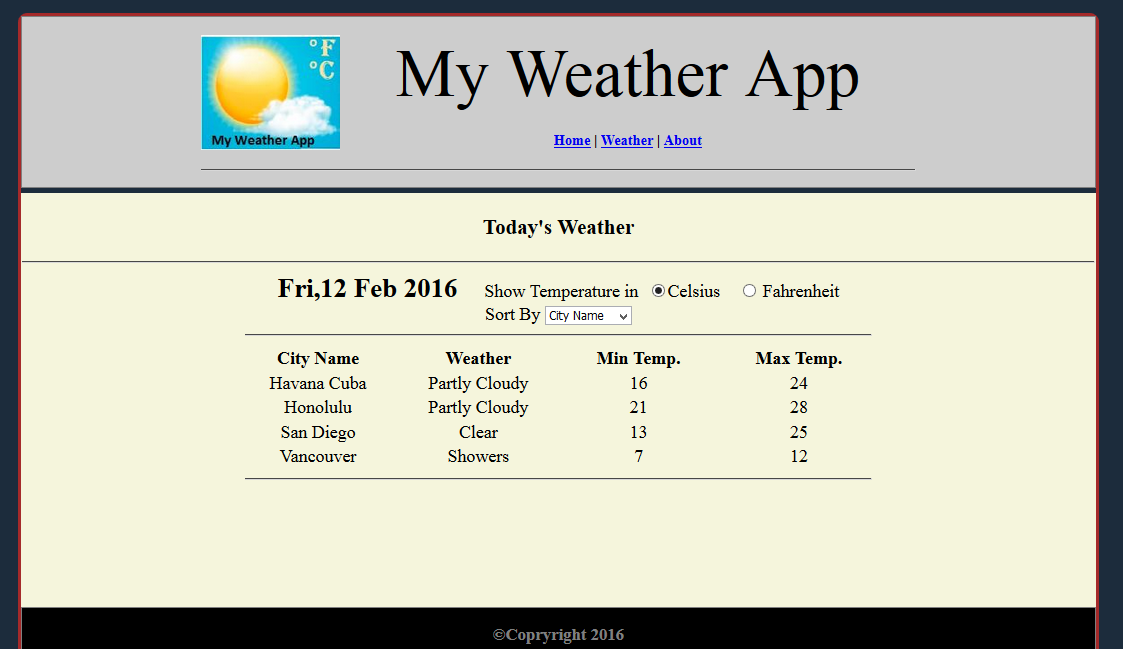 °F
°C
My Weather App
My Weather App
Home | Weather | About
Today's Weather
Fri,12 Feb 2016 Show Temperature in Celsius Fahrenheit
Sort By City Name
City Name Weather Min Temp. Max Temp.
Havana Cuba Partly Cloudy 16 24
Honolulu Partly Cloudy 21 28
San Diego Clear 13 25
Vancouver Showers 7 12
©Copryright 2016